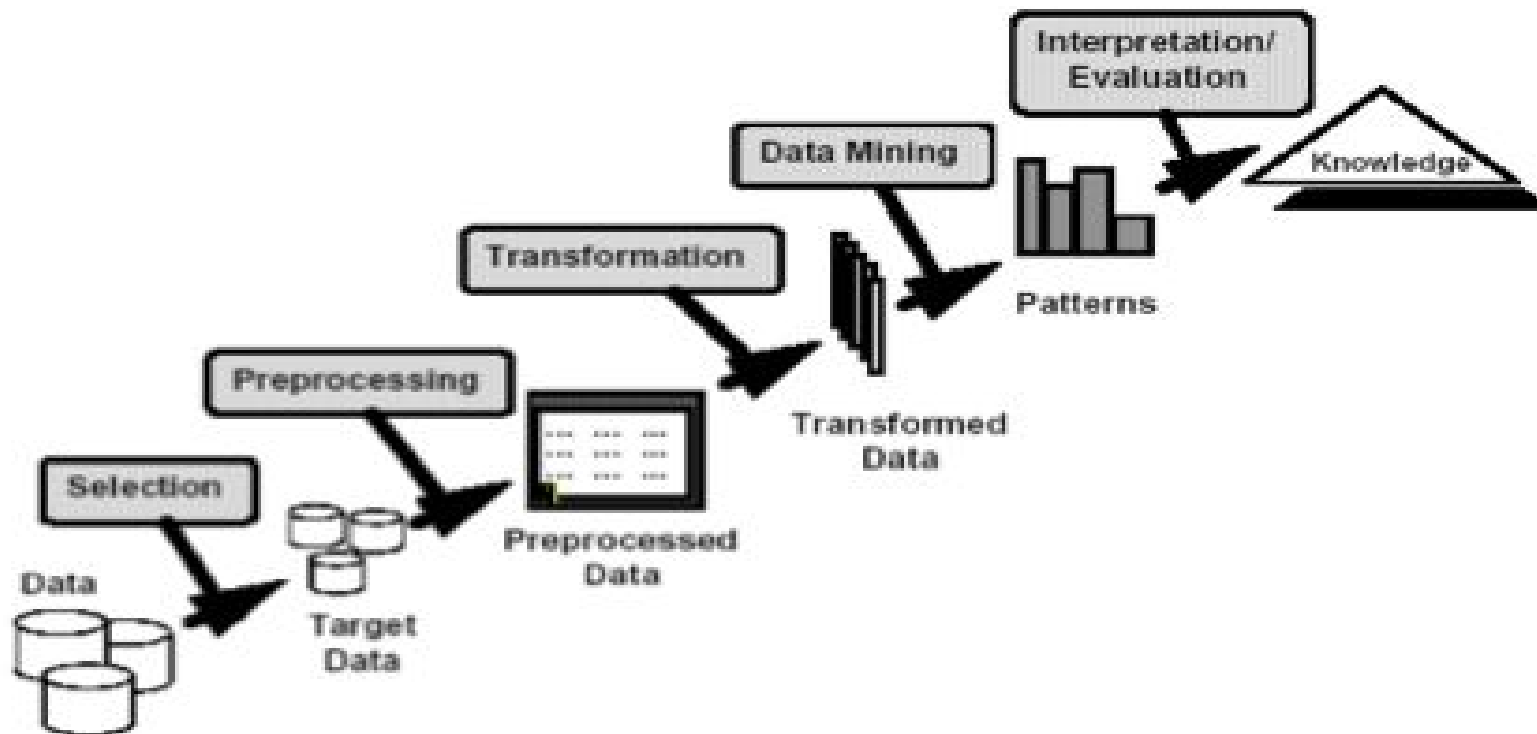 Interpretation/
Evaluation
Data Mining
Knowledge
Transformation
Patterns
Preprocessing
Transformed
Data
Selection
Preprocessed
Data
Data
Target
Data